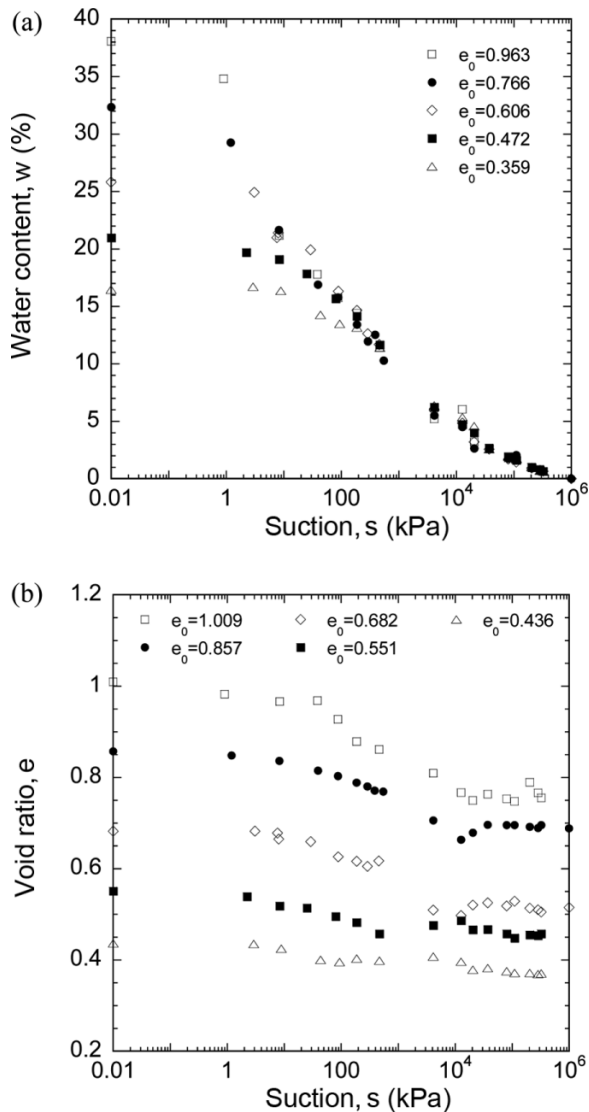 (a)
40
35
30
25
20
15
10
5
0
Water content, w (%)
e0=0.963
e0=0.766
e0=0.606
e0=0.472
e0=0.359
0.01 1 100 10^4 10^6
Suction, s (kPa)
(b)
1.2
1
0.8
0.6
0.4
0.2
Void ratio, e
e0=1.009 e0=0.682 e0=0.436
e0=0.857 e0=0.551
0.01 1 100 10^4 10^6
Suction, s (kPa)